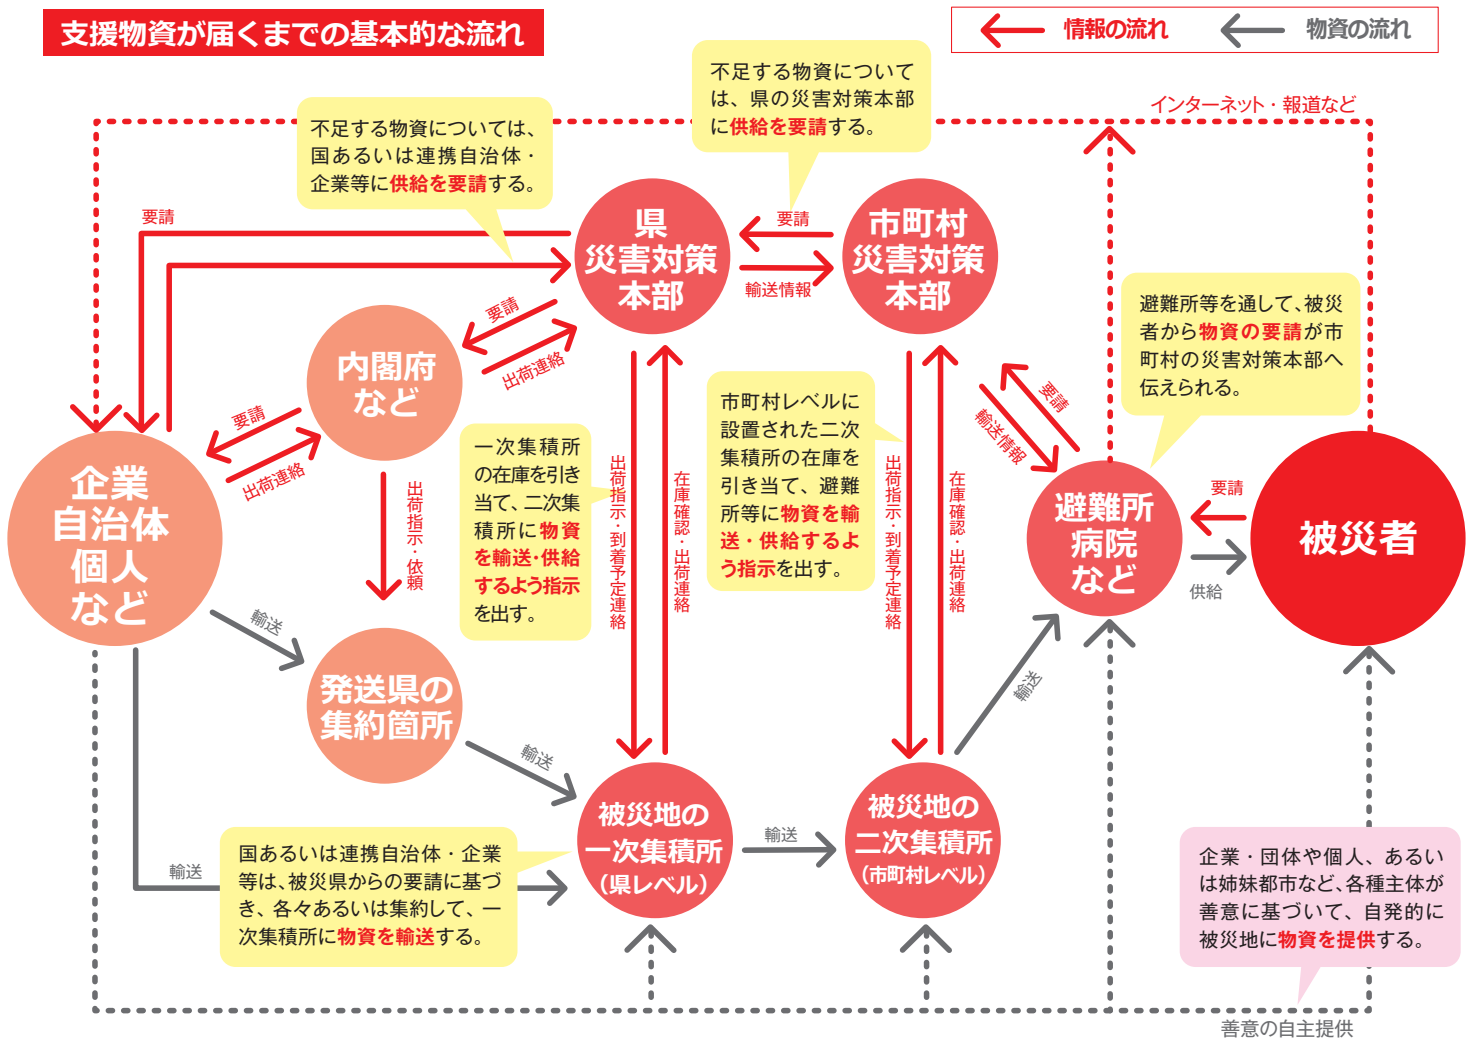 支援物資が届くまでの基本的な流れ
情報の流れ
物資の流れ
不足する物資について
は、県の災害対策本部
に供給を要請する。
インターネット・報道など
不足する物資については、
国あるいは連携自治体・
企業等に供給を要請する。
要請
県
災害対策
本部
要請
輸送情報
市町村
災害対策
本部
避難所等を通して、被災
者から物資の要請が市
町村の災害対策本部へ
伝えられる。
要請
出荷連絡
内閣府
など
要請
出荷連絡
企業
自治体
個人
など
出荷指示・依頼
一次集積所
の在庫を引き
当て、二次集
積所に物資
を輸送・供給
するよう指示
を出す。
出荷指示・到着予定連絡
在庫確認・出荷連絡
市町村レベルに
設置された二次
集積所の在庫を
引き当て、避難
所等に物資を輸
送・供給するよ
う指示を出す。
出荷指示・到着予定連絡
在庫確認・出荷連絡
要請
輸送情報
避難所
病院
など
要請
供給
被災者
輸送
発送県の
集約箇所
輸送
輸送
被災地の
一次集積所
（県レベル）
輸送
被災地の
二次集積所
（市町村レベル）
輸送
国あるいは連携自治体・企業
等は、被災県からの要請に基づ
き、各々あるいは集約して、一
次集積所に物資を輸送する。
企業・団体や個人、あるい
は姉妹都市など、各種主体が
善意に基づいて、自発的に
被災地に物資を提供する。
善意の自主提供